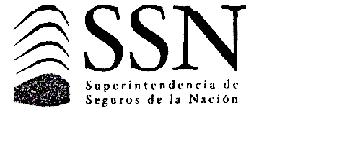 SSN
Superintendencia de
Seguros de la Nación